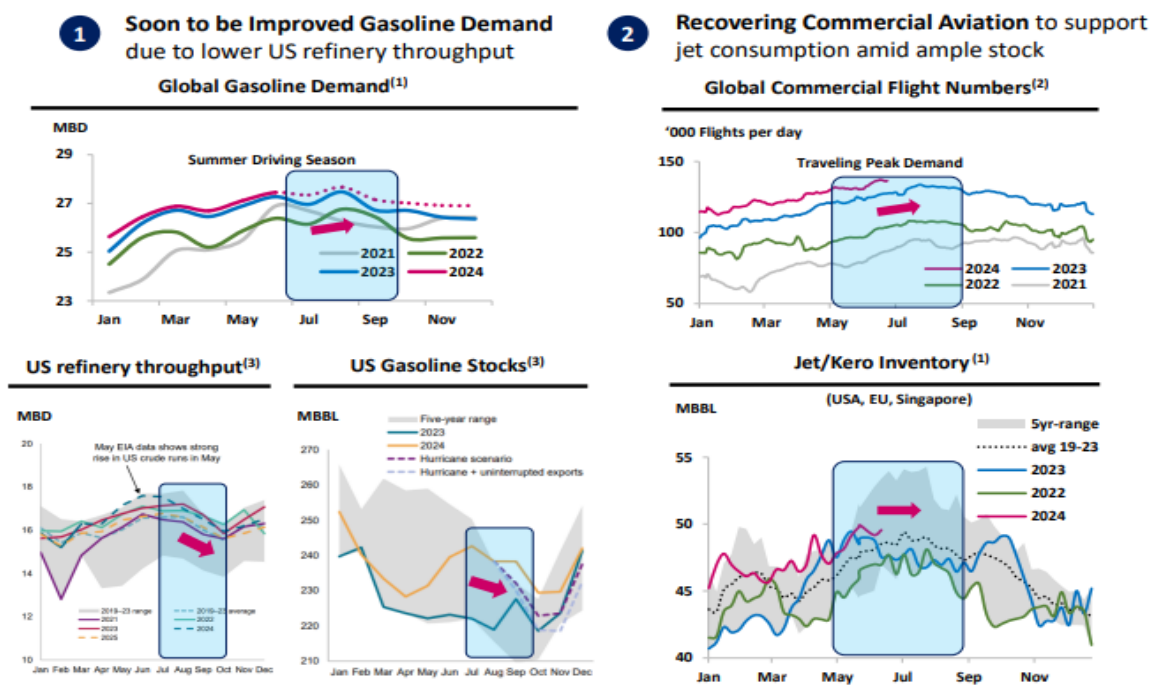 1
Soon to be Improved Gasoline Demand
due to lower US refinery throughput
Global Gasoline Demand(1)
MBD
29
27
25
23
Summer Driving Season
2021
2022
2023
2024
Jan Mar May Jul Sep Nov
US refinery throughput(3)
MBD
20
18
16
14
12
10
May EIA data shows strong
rise in US crude runs in May
2019–23 range
2019–23 average
2021
2022
2023
2024
2025
Jan Feb Mar Apr May Jun Jul Aug Sep Oct Nov Dec
US Gasoline Stocks(3)
MBBL
270
260
250
240
230
220
210
Five-year range
2023
2024
Hurricane scenario
Hurricane + uninterrupted exports
Jan Feb Mar Apr May Jun Jul Aug Sep Oct Nov Dec
2
Recovering Commercial Aviation to support
jet consumption amid ample stock
Global Commercial Flight Numbers(2)
‘000 Flights per day
150
100
50
Traveling Peak Demand
2024
2023
2022
2021
Jan Mar May Jul Sep Nov
Jet/Kero Inventory (1)
(USA, EU, Singapore)
MBBL
55
50
45
40
5yr-range
avg 19-23
2023
2022
2024
Jan Mar May Jul Sep Nov